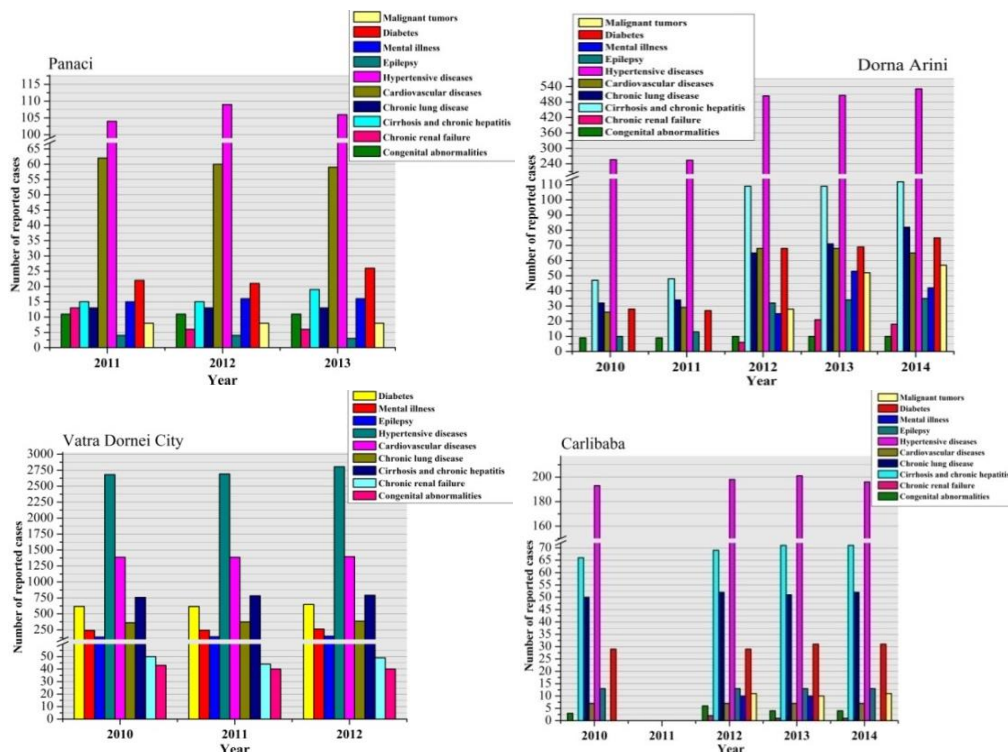 Panaci
Malignant tumors
Diabetes
Mental illness
Epilepsy
Hypertensive diseases
Cardiovascular diseases
Chronic lung disease
Cirrhosis and chronic hepatitis
Chronic renal failure
Congenital abnormalities
Number of reported cases
115
110
105
100
65
60
55
50
45
40
35
30
25
20
15
10
5
0
2011 2012 2013
Year
Dorna Arini
Malignant tumors
Diabetes
Mental illness
Epilepsy
Hypertensive diseases
Cardiovascular diseases
Chronic lung disease
Cirrhosis and chronic hepatitis
Chronic renal failure
Congenital abnormalities
Number of reported cases
540
480
420
360
300
240
110
100
90
80
70
60
50
40
30
20
10
0
2010 2011 2012 2013 2014
Year
Vatra Dornei City
Diabetes
Mental illness
Epilepsy
Hypertensive diseases
Cardiovascular diseases
Chronic lung disease
Cirrhosis and chronic hepatitis
Chronic renal failure
Congenital abnormalities
Number of reported cases
3000
2750
2500
2250
2000
1750
1500
1250
1000
750
500
250
50
40
30
20
10
0
2010 2011 2012
Year
Carlibaba
Malignant tumors
Diabetes
Mental illness
Epilepsy
Hypertensive diseases
Cardiovascular diseases
Chronic lung disease
Cirrhosis and chronic hepatitis
Chronic renal failure
Congenital abnormalities
Number of reported cases
200
180
160
70
65
60
55
50
45
40
35
30
25
20
15
10
5
0
2010 2011 2012 2013 2014
Year